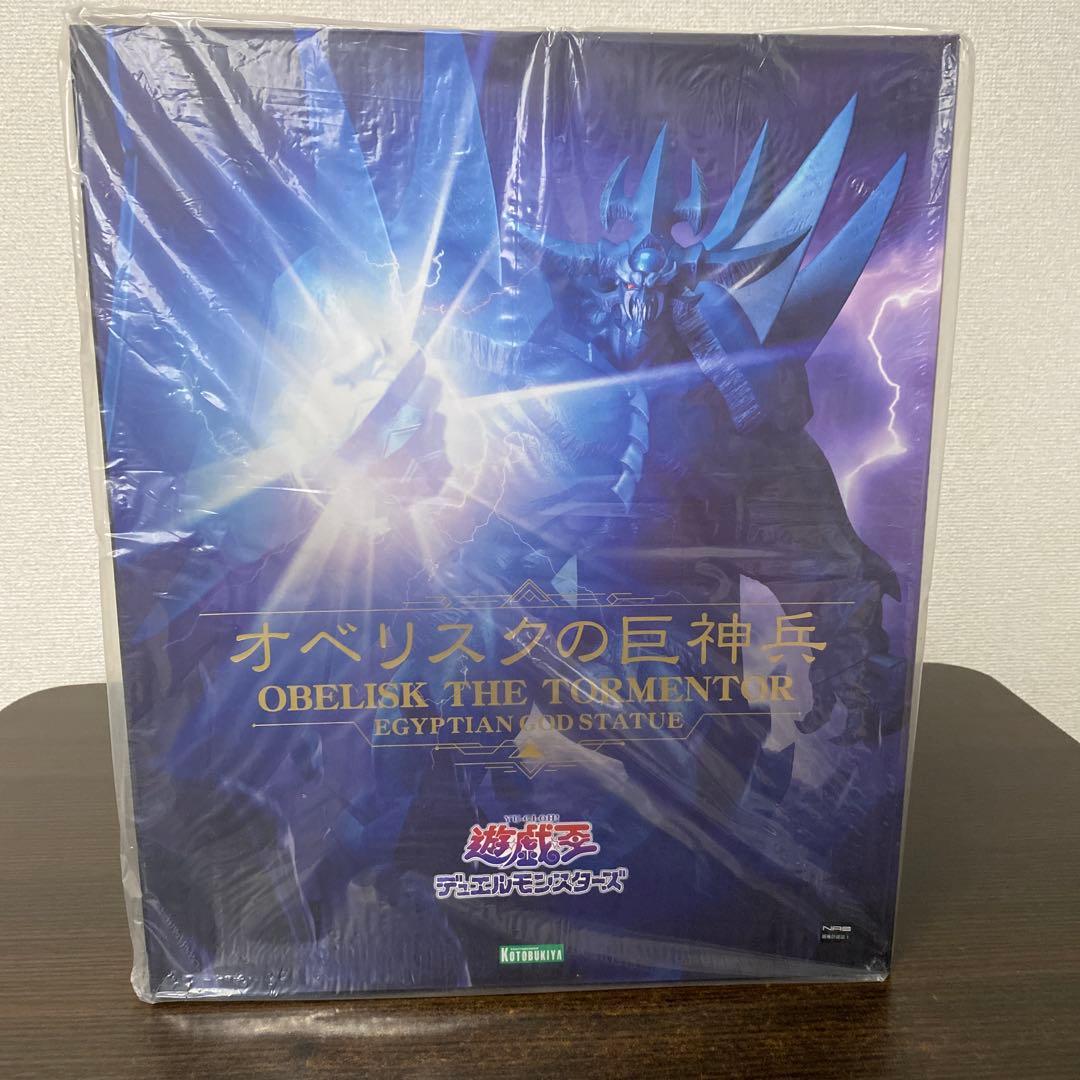 オベリスクの巨神兵
OBELISK THE TORMENTOR
EGYPTIAN GOD STATUE
YU-GI-OH!
遊戯王
デュエルモンスターズ
KOTOBUKIYA
NAS